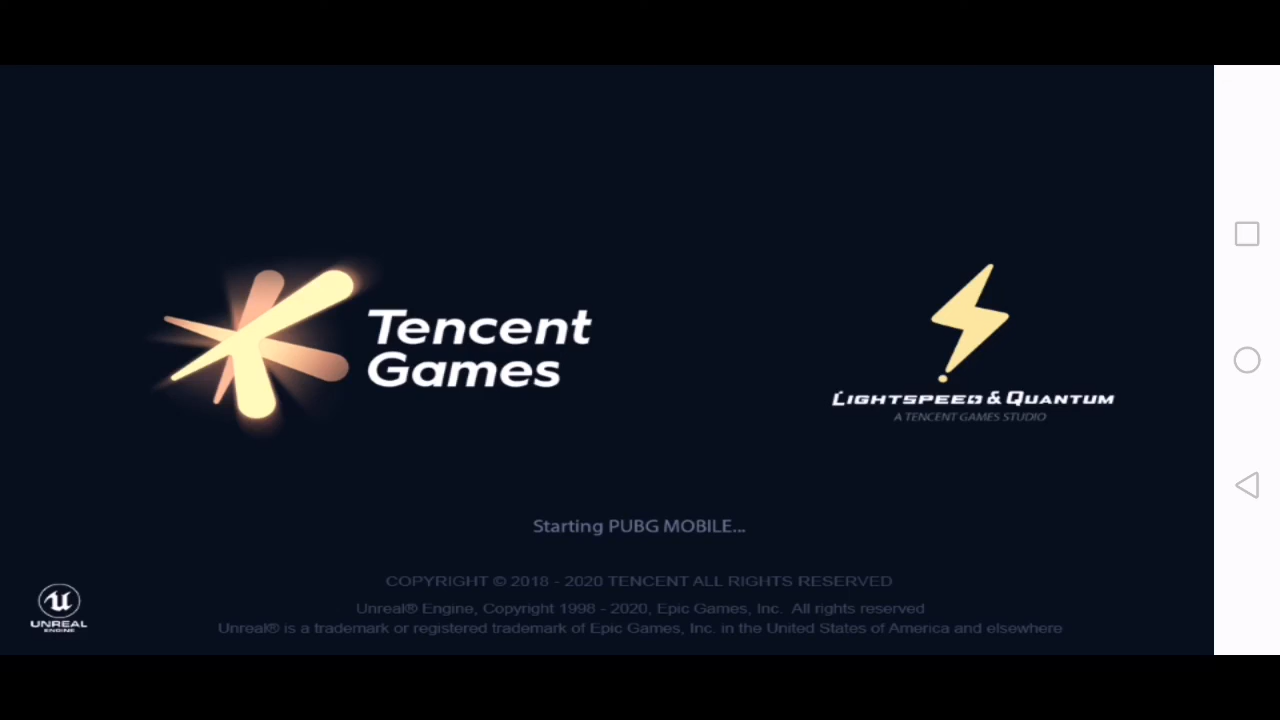 Tencent
Games
LIGHTSPEED & QUANTUM
A TENCENT GAMES STUDIO
Starting PUBG MOBILE...
COPYRIGHT © 2018 - 2020 TENCENT ALL RIGHTS RESERVED
Unreal® Engine, Copyright 1998 - 2020, Epic Games, Inc. All rights reserved
Unreal® is a trademark or registered trademark of Epic Games, Inc. in the United States of America and elsewhere
UNREAL
ENGINE